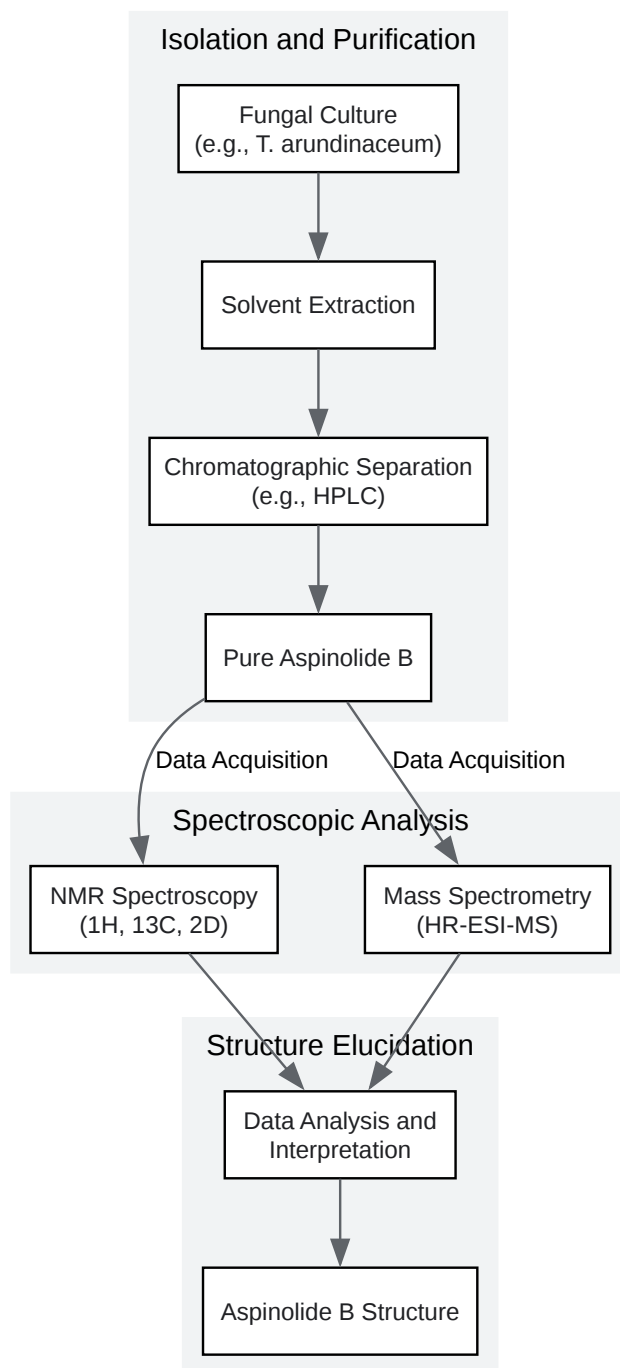 Isolation and Purification
Fungal Culture
(e.g., T. arundinaceum)
Solvent Extraction
Chromatographic Separation
(e.g., HPLC)
Pure Aspinolide B
Data Acquisition
Data Acquisition
Spectroscopic Analysis
NMR Spectroscopy
(1H, 13C, 2D)
Mass Spectrometry
(HR-ESI-MS)
Structure Elucidation
Data Analysis and
Interpretation
Aspinolide B Structure